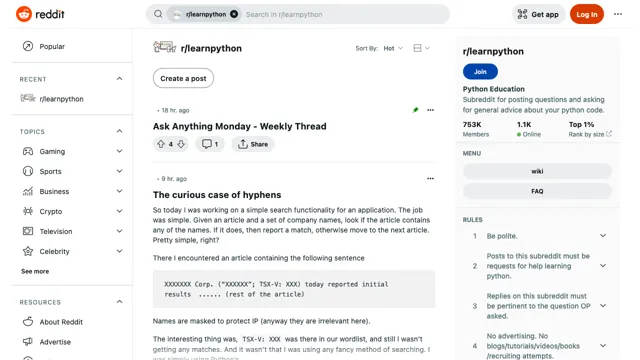 reddit
r/learnpython
Search in r/learnpython
Get app
Log In
Popular
RECENT
r/learnpython
TOPICS
Gaming
Sports
Business
Crypto
Television
Celebrity
See more
RESOURCES
About Reddit
Advertise
r/learnpython
Sort By: Hot
Create a post
• 18 hr. ago
Ask Anything Monday - Weekly Thread
4
1
Share
• 9 hr. ago
The curious case of hyphens
So today I was working on a simple search functionality for an application. The job
was simple. Given an article and a set of company names, look if the article contains
any of the names. If it does, then report a match, otherwise move to the next article.
Pretty simple, right?
There I encountered an article containing the following sentence
XXXXXXX Corp. (“XXXXXX”; TSX-V: XXX) today reported initial
results ...... (rest of the article)
Names are masked to protect IP (anyway they are irrelevant here).
The interesting thing was, TSX-V: XXX was there in our wordlist, and still I wasn't
getting any matches. And it wasn't that I was using any fancy method of searching. I
was simply using Python's
r/learnpython
Join
Python Education
Subreddit for posting questions and asking
for general advice about your python code.
753K
Members
1.1K
Online
Top 1%
Rank by size
MENU
wiki
FAQ
RULES
1 Be polite.
2 Posts to this subreddit must be
requests for help learning
python.
3 Replies on this subreddit must
be pertinent to the question OP
asked.
4 No advertising. No
blogs/tutorials/videos/books
/recruiting attempts.